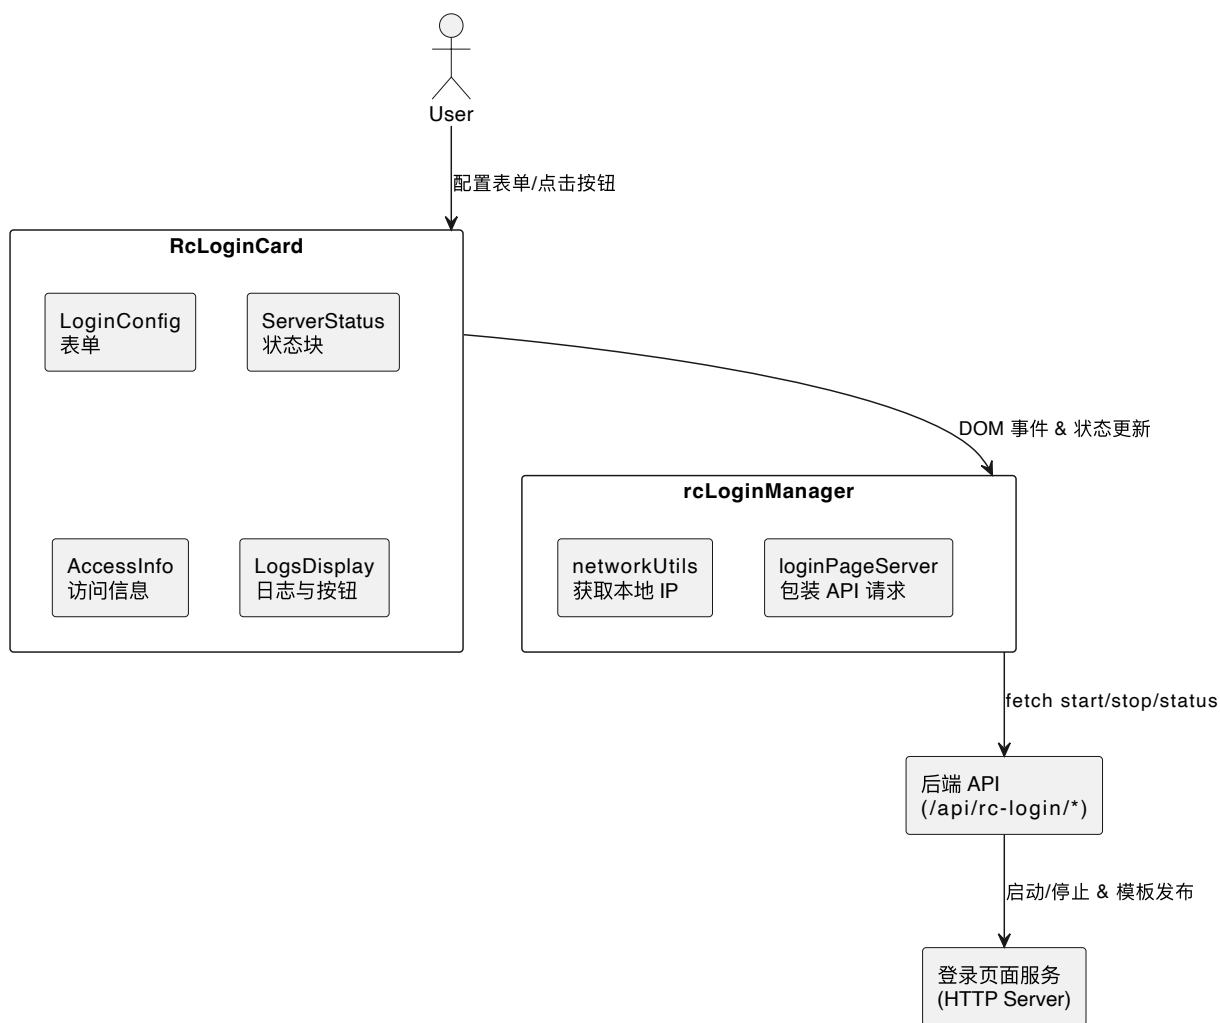 User
配置表单/点击按钮
RcLoginCard
LoginConfig
表单
ServerStatus
状态块
DOM 事件 & 状态更新
rcLoginManager
AccessInfo
访问信息
LogsDisplay
日志与按钮
networkUtils
获取本地 IP
loginPageServer
包装 API 请求
fetch start/stop/status
后端 API
(/api/rc-login/*)
启动/停止 & 模板发布
登录页面服务
(HTTP Server)